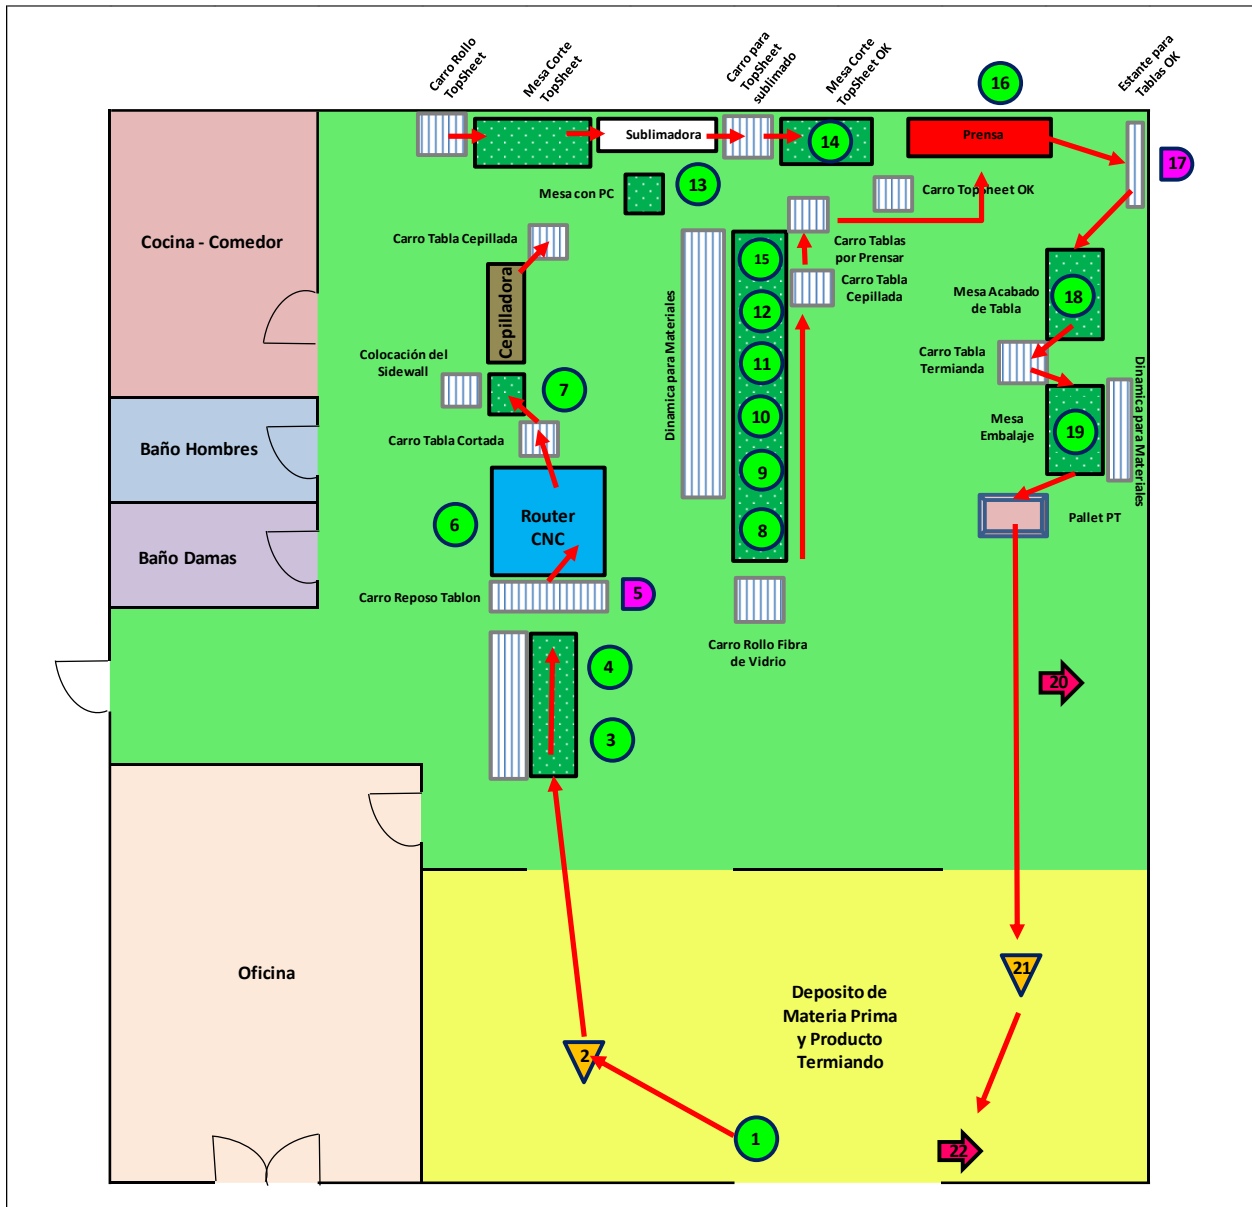 Carro Rollo
TopSheet
Mesa Corte
TopSheet
Carro para
TopSheet
sublimado
Mesa Corte
TopSheet OK
16
Estante para
Tablas OK
Sublimadora
14
Prensa
17
Mesa con PC
13
Carro TopSheet OK
Cocina - Comedor
Carro Tabla Cepillada
Cepilladora
Dinamica para Materiales
15
12
11
10
9
8
Carro Tablas
por Prensar
Carro Tabla
Cepillada
Mesa Acabado
de Tabla
18
Colocación del
Sidewall
7
Carro Tabla
Termianda
Dinamica para Materiales
Baño Hombres
Carro Tabla Cortada
Mesa
Embalaje
19
6
Router
CNC
Pallet PT
Baño Damas
Carro Reposo Tablon
5
Carro Rollo Fibra
de Vidrio
4
3
20
Oficina
21
Deposito de
Materia Prima
y Producto
Termiando
2
1
22